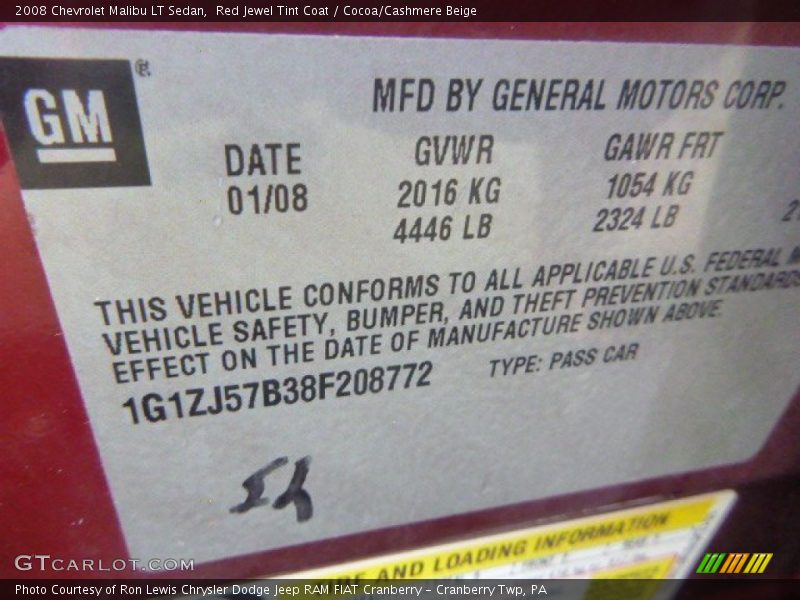 2008 Chevrolet Malibu LT Sedan,  Red Jewel Tint Coat / Cocoa/Cashmere Beige
GM®
MFD BY GENERAL MOTORS CORP.
DATE GVWR GAWR FRT
01/08 2016 KG 1054 KG
4446 LB 2324 LB
THIS VEHICLE CONFORMS TO ALL APPLICABLE U.S. FEDERAL M
VEHICLE SAFETY, BUMPER, AND THEFT PREVENTION STANDARDS
EFFECT ON THE DATE OF MANUFACTURE SHOWN ABOVE.
1G1ZJ57B38F208772 TYPE: PASS CAR
AND LOADING INFORMATION
GTCARLOT.COM
Photo Courtesy of Ron Lewis Chrysler Dodge Jeep RAM FIAT Cranberry – Cranberry Twp, PA